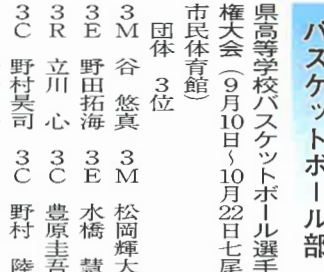 バスケットボール部
県高等学校バスケットボール選手
権大会（9月10日～10月22日七尾
市民体育館）
団体　3位
3M　谷　悠真　3M　松岡輝大
3E　野田拓海　3E　水橋　慧
3R　立川　心　3C　豊原圭吾
3C　野村昊司　3C　野村　陸